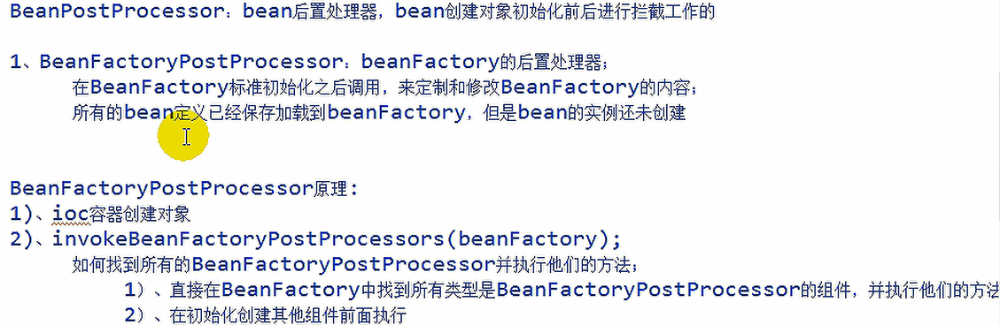 BeanPostProcessor：bean后置处理器，bean创建对象初始化前后进行拦截工作的
1、BeanFactoryPostProcessor：beanFactory的后置处理器；
在BeanFactory标准初始化之后调用，来定制和修改BeanFactory的内容；
所有的bean定义已经保存加载到beanFactory，但是bean的实例还未创建
BeanFactoryPostProcessor原理:
1)、ioc容器创建对象
2)、invokeBeanFactoryPostProcessors(beanFactory);
如何找到所有的BeanFactoryPostProcessor并执行他们的方法；
1）、直接在BeanFactory中找到所有类型是BeanFactoryPostProcessor的组件，并执行他们的方法
2）、在初始化创建其他组件前面执行